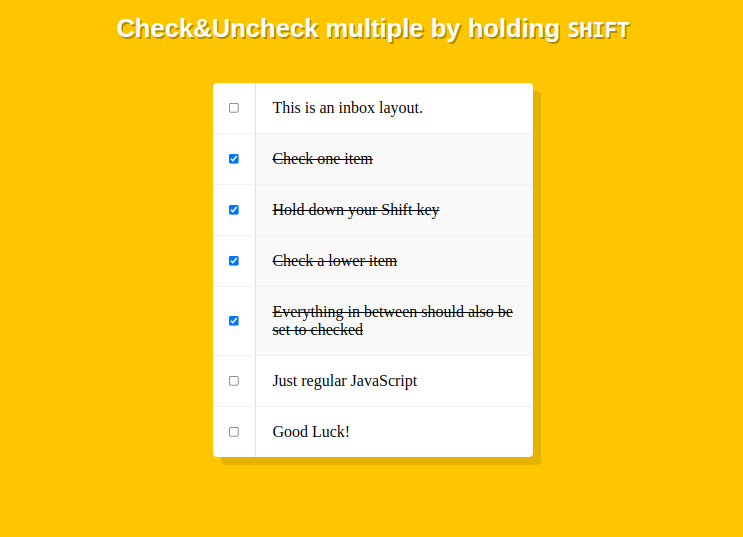 Check&Uncheck multiple by holding SHIFT
This is an inbox layout.
Check one item
Hold down your Shift key
Check a lower item
Everything in between should also be
set to checked
Just regular JavaScript
Good Luck!